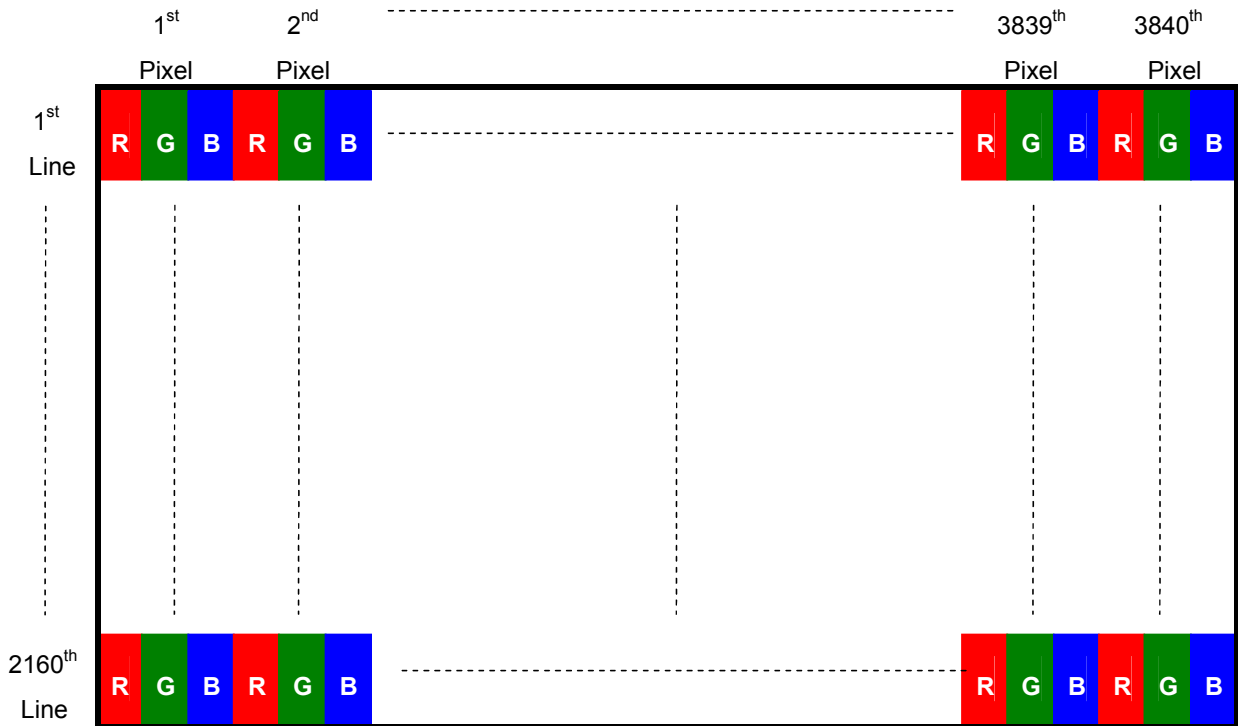 1st 2nd 3839th 3840th
Pixel Pixel Pixel Pixel
1st Line
R G B R G B R G B R G B
2160th Line
R G B R G B R G B R G B